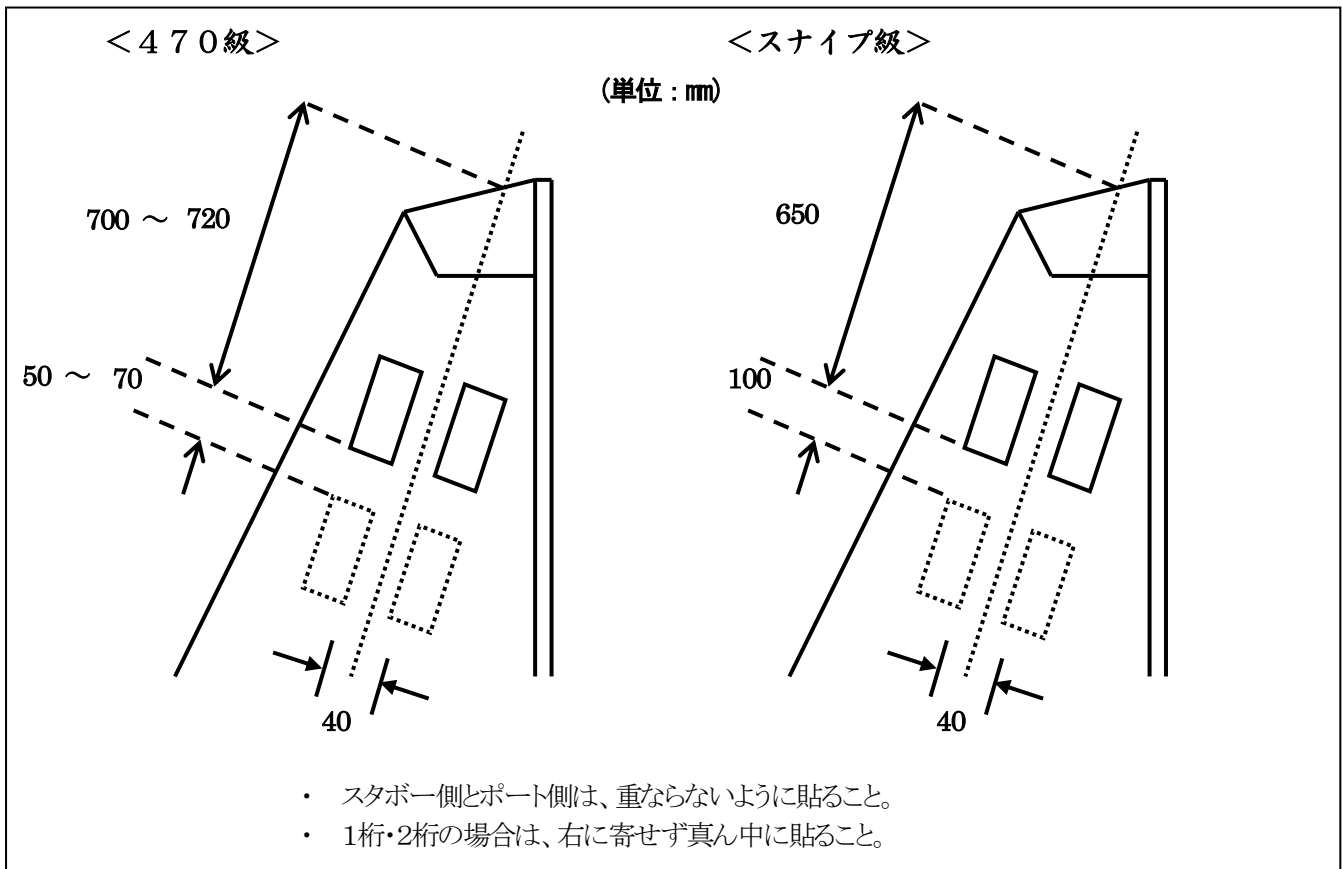 ＜４７０級＞
＜スナイプ級＞
(単位：㎜)
700 ～ 720
650
50 ～ 70
100
40
40
・ スタボー側とポート側は、重ならないように貼ること。
・ 1桁・2桁の場合は、右に寄せず真ん中に貼ること。